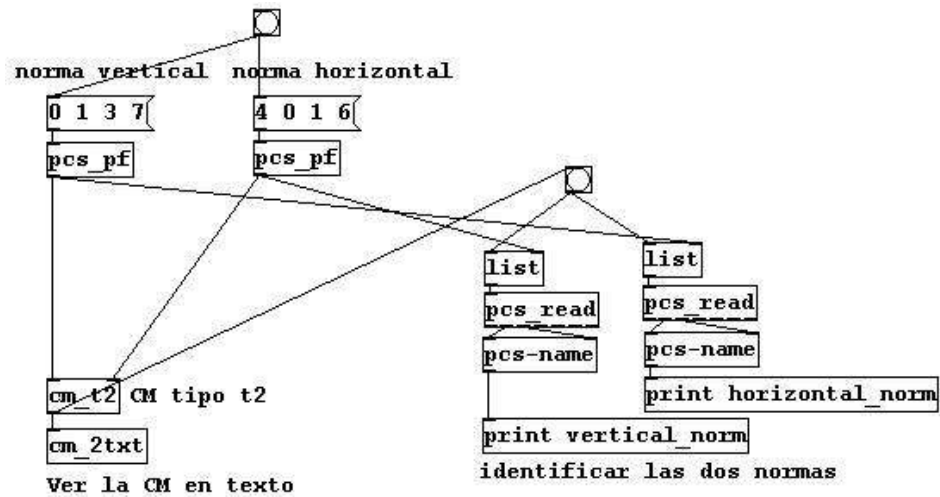 norma vertical
norma horizontal
0 1 3 7
4 0 1 6
pcs_pf
pcs_pf
list
list
pcs_read
pcs_read
pcs-name
pcs-name
cm_t2
CM tipo t2
print horizontal_norm
cm_2txt
print vertical_norm
identificar las dos normas
Ver la CM en texto